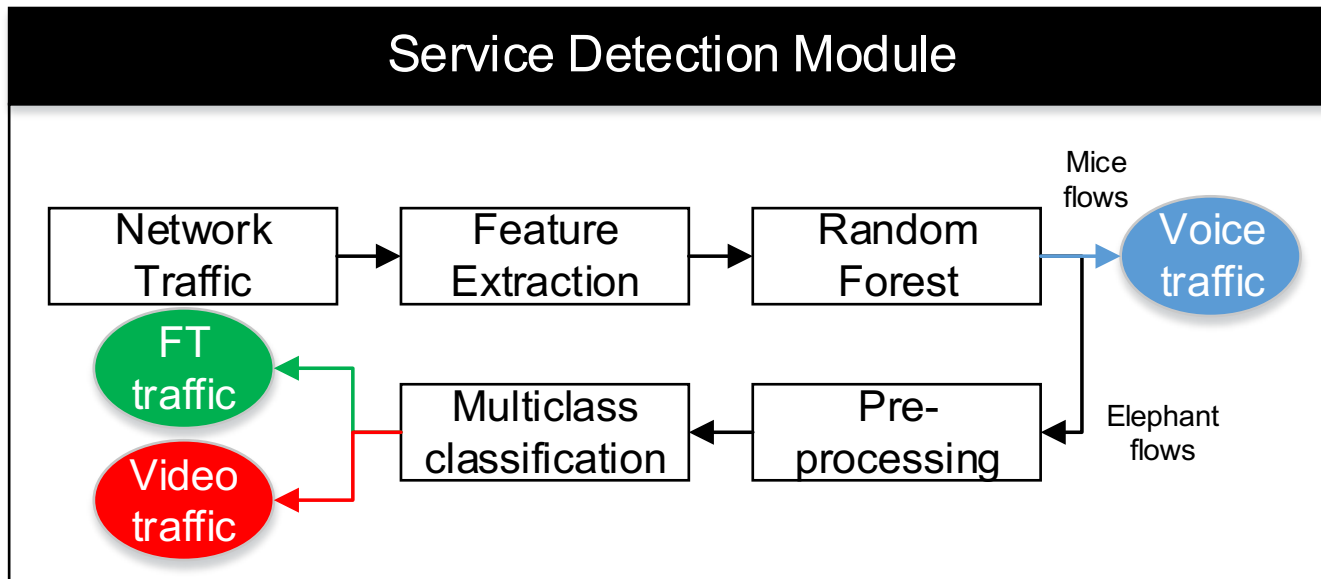 Service Detection Module
Mice
flows
Network
Traffic
Feature
Extraction
Random
Forest
Voice
traffic
FT
traffic
Multiclass
classification
Pre-
processing
Elephant
flows
Video
traffic